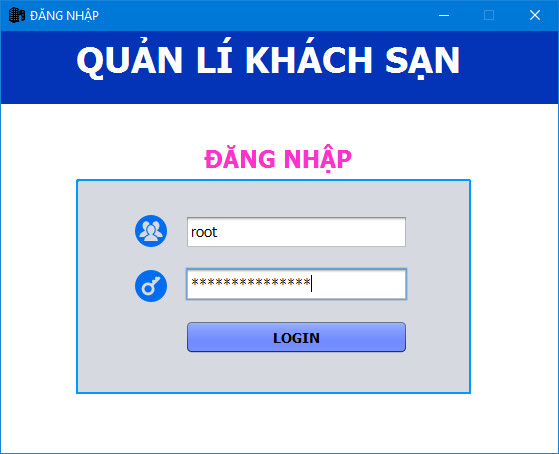 ĐĂNG NHẬP
QUẢN LÍ KHÁCH SẠN
ĐĂNG NHẬP
root
***************
LOGIN